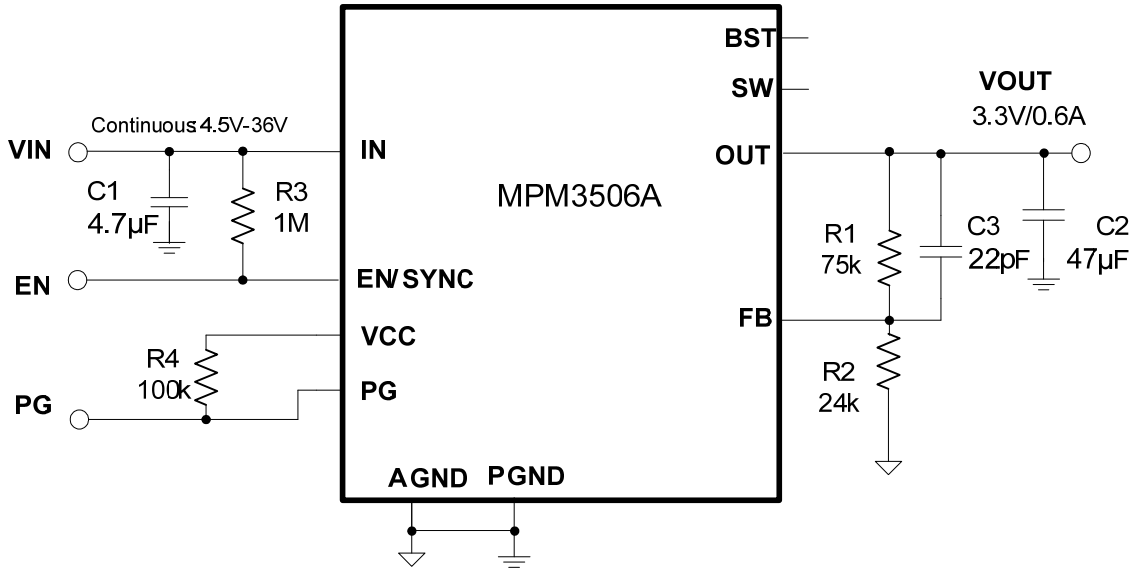 BST
SW
VOUT
3.3V/0.6A
Continuous:4.5V-36V
VIN
IN
OUT
MPM3506A
C1
4.7µF
R3
1M
R1
75k
C3
22pF
C2
47µF
EN
EN/SYNC
FB
VCC
R4
100k
PG
PG
R2
24k
AGND
PGND